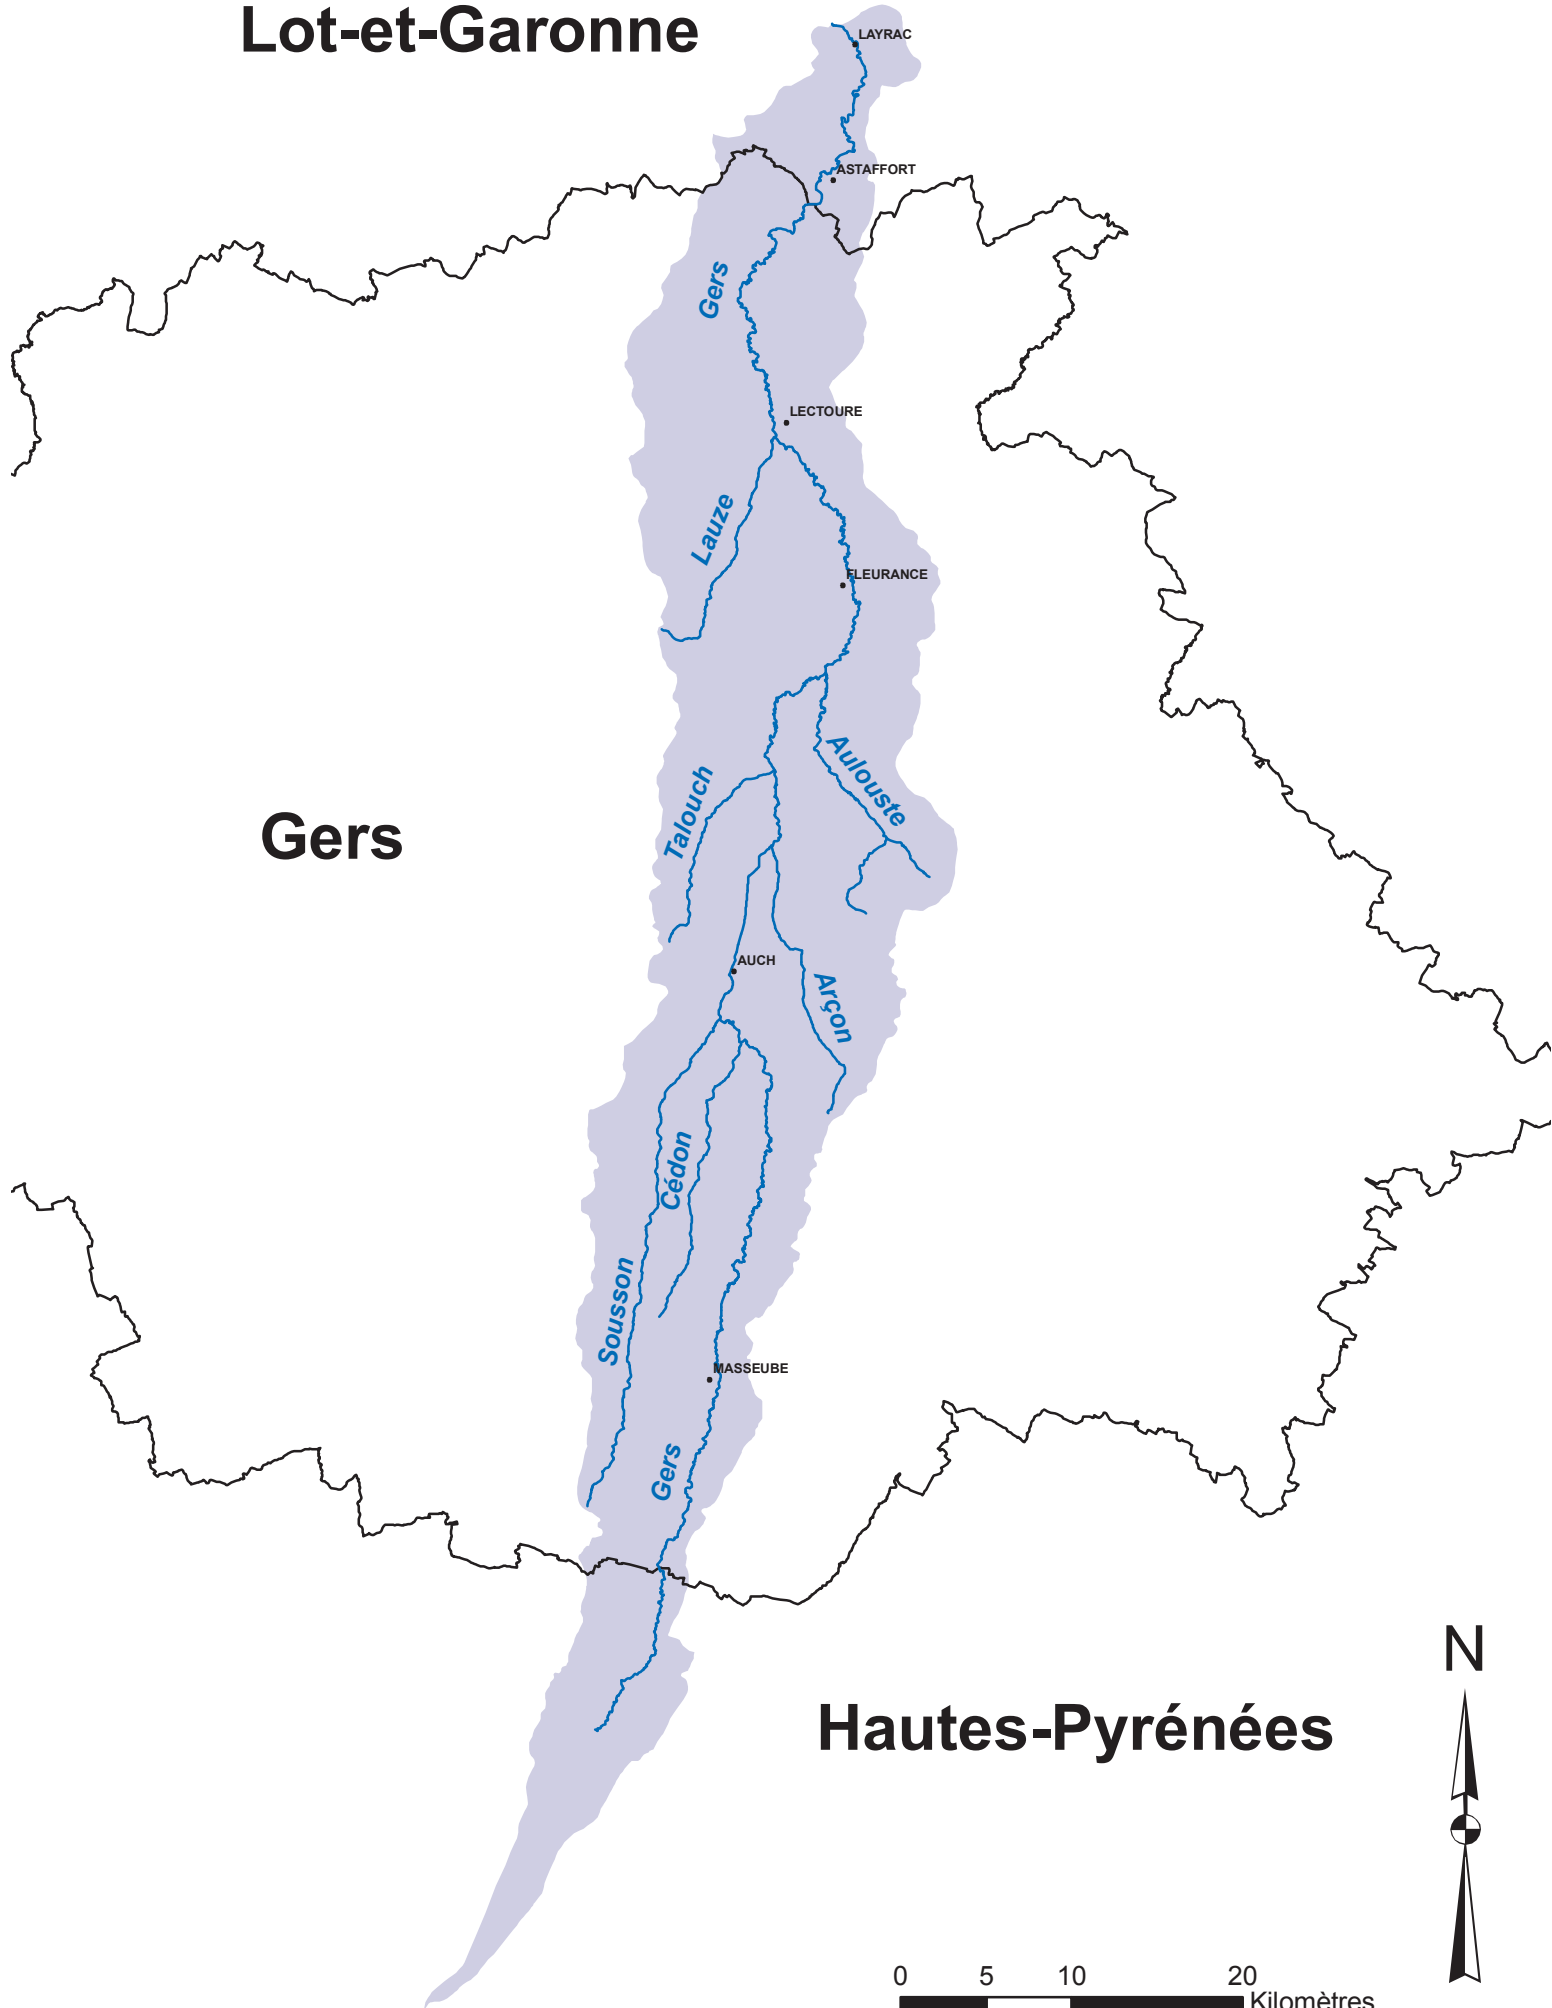 Lot-et-Garonne
LAYRAC
ASTAFFORT
Gers
LECTOURE
Lauze
FLEURANCE
Aulouste
Talouch
Gers
AUCH
Arçon
Cédon
Sousson
MASSEUBE
Gers
N
Hautes-Pyrénées
0 5 10 20
Kilomètres